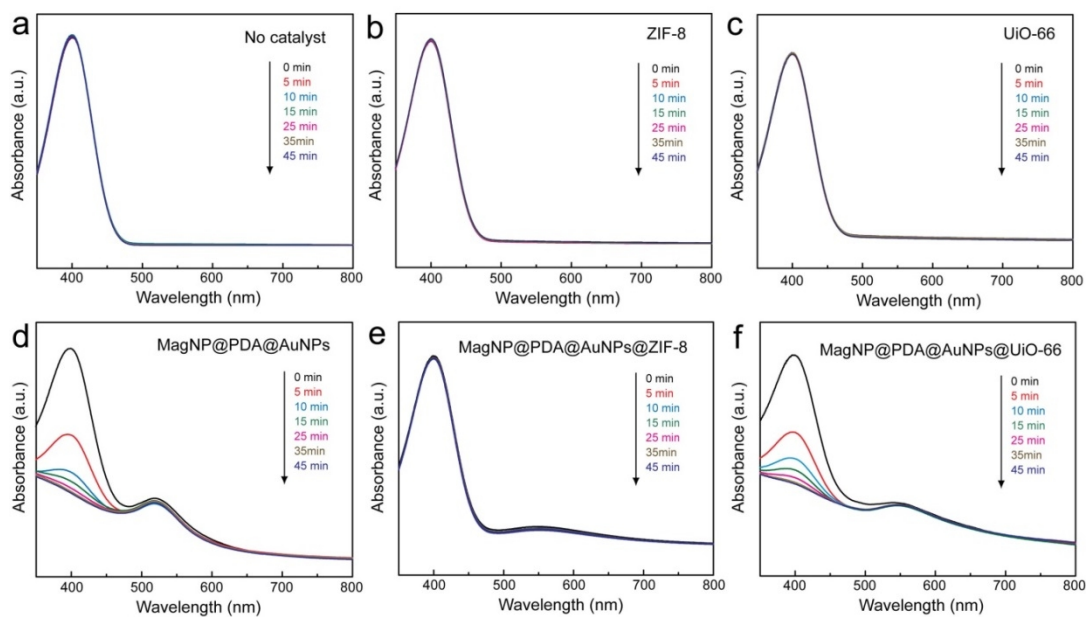 a
No catalyst
0 min
5 min
10 min
15 min
25 min
35min
45 min
Absorbance (a.u.)
400 500 600 700 800
Wavelength (nm)
b
ZIF-8
0 min
5 min
10 min
15 min
25 min
35min
45 min
Absorbance (a.u.)
400 500 600 700 800
Wavelength (nm)
c
UiO-66
0 min
5 min
10 min
15 min
25 min
35min
45 min
Absorbance (a.u.)
400 500 600 700 800
Wavelength (nm)
d
MagNP@PDA@AuNPs
0 min
5 min
10 min
15 min
25 min
35min
45 min
Absorbance (a.u.)
400 500 600 700 800
Wavelength (nm)
e
MagNP@PDA@AuNPs@ZIF-8
0 min
5 min
10 min
15 min
25 min
35min
45 min
Absorbance (a.u.)
400 500 600 700 800
Wavelength (nm)
f
MagNP@PDA@AuNPs@UiO-66
0 min
5 min
10 min
15 min
25 min
35min
45 min
Absorbance (a.u.)
400 500 600 700 800
Wavelength (nm)